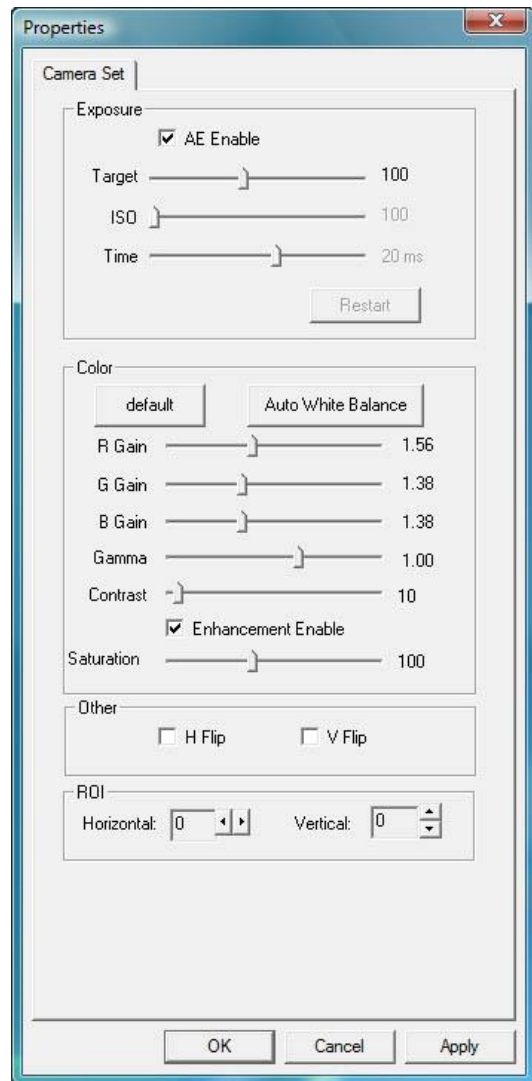 Properties
Camera Set
Exposure
AE Enable
Target 100
ISO 100
Time 20 ms
Restart
Color
default Auto White Balance
R Gain 1.56
G Gain 1.38
B Gain 1.38
Gamma 1.00
Contrast 10
Enhancement Enable
Saturation 100
Other
H Flip V Flip
ROI
Horizontal: 0 Vertical: 0
OK Cancel Apply